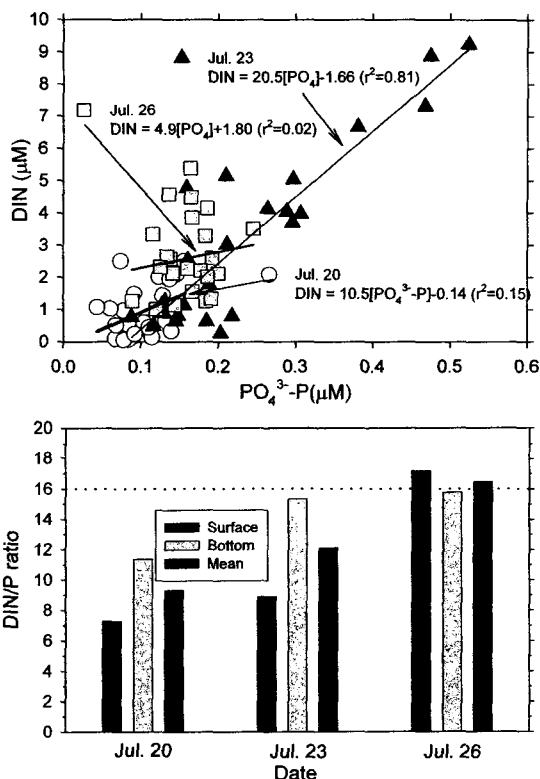 10
9
8
7
6
5
4
3
2
1
0
DIN (μM)
Jul. 23
DIN = 20.5[PO₄]-1.66 (r²=0.81)
Jul. 26
DIN = 4.9[PO₄]+1.80 (r²=0.02)
Jul. 20
DIN = 10.5[PO₄³⁻-P]-0.14 (r²=0.15)
0.0 0.1 0.2 0.3 0.4 0.5 0.6
PO₄³⁻-P(μM)
20
18
16
14
12
10
8
6
4
2
0
DIN/P ratio
Surface
Bottom
Mean
Jul. 20 Jul. 23 Jul. 26
Date